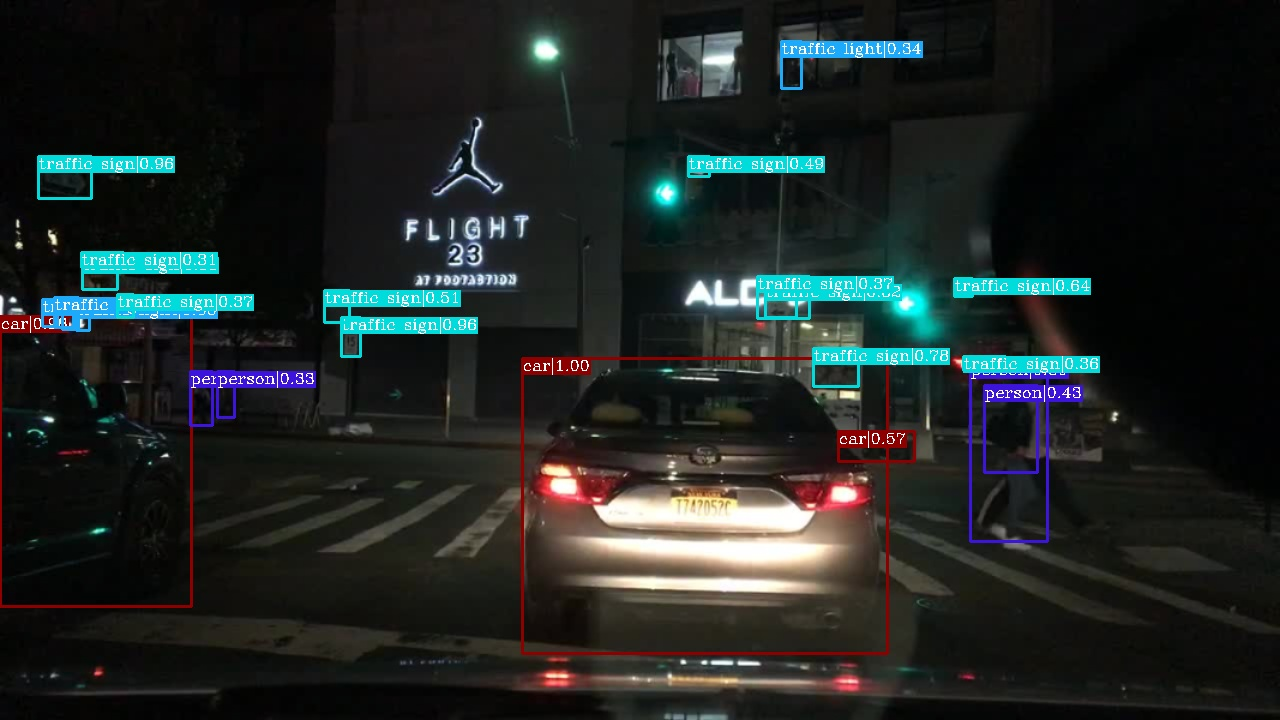 traffic light|0.34
traffic sign|0.96
traffic sign|0.49
FLIGHT
23
AT FOOTACTION
traffic sign|0.31
traffic sign|0.37
traffic sign|0.64
ALDO
traffic sign|0.37
traffic sign|0.51
traffic sign|0.96
car|1.00
traffic sign|0.78
traffic sign|0.36
person|0.33
person|0.43
car|0.57
T742052C